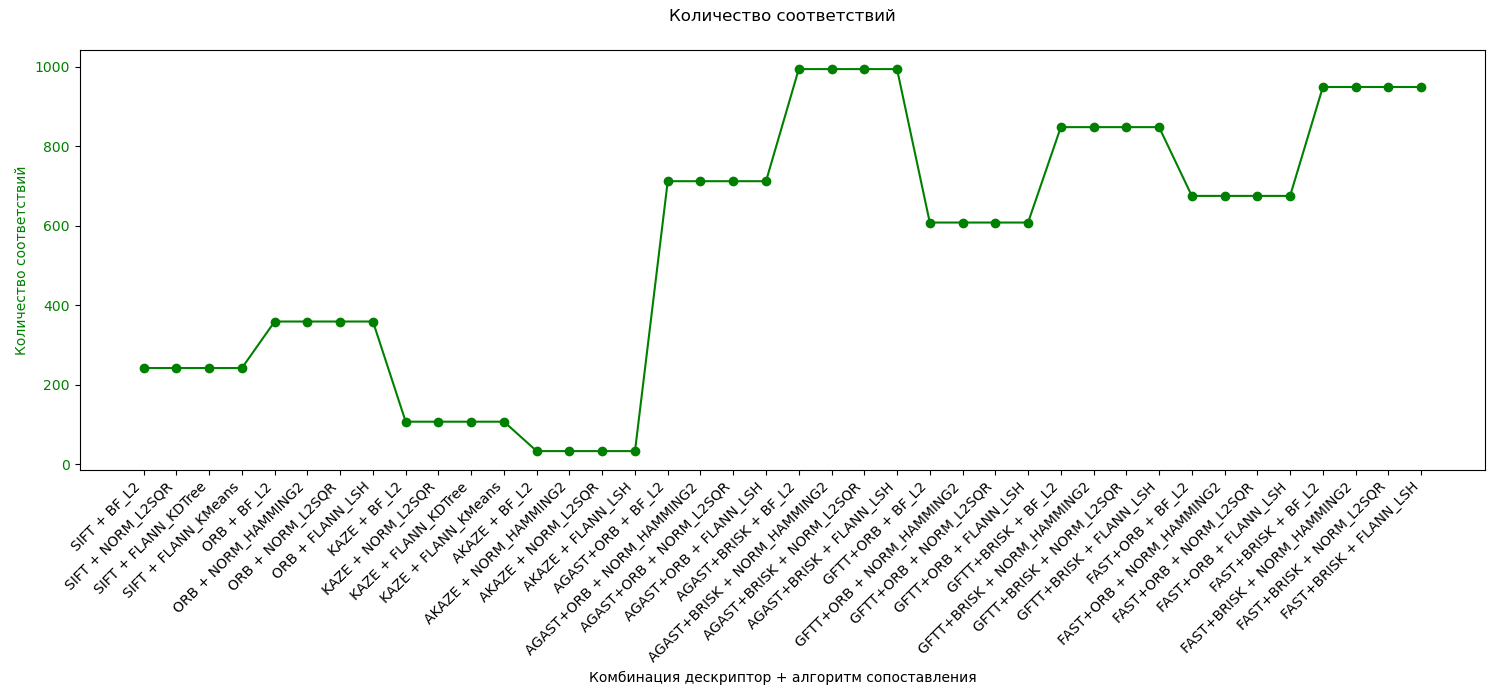 Количество соответствий
Количество соответствий
1000
800
600
400
200
0
SIFT + BF_L2
SIFT + NORM_L2SQR
SIFT + FLANN_KDTree
SIFT + FLANN_KMeans
ORB + BF_L2
ORB + NORM_HAMMING2
ORB + NORM_L2SQR
ORB + FLANN_LSH
KAZE + BF_L2
KAZE + NORM_L2SQR
KAZE + FLANN_KDTree
KAZE + FLANN_KMeans
AKAZE + BF_L2
AKAZE + NORM_HAMMING2
AKAZE + NORM_L2SQR
AKAZE + FLANN_LSH
AGAST+ORB + BF_L2
AGAST+ORB + NORM_HAMMING2
AGAST+ORB + NORM_L2SQR
AGAST+ORB + FLANN_LSH
AGAST+BRISK + BF_L2
AGAST+BRISK + NORM_HAMMING2
AGAST+BRISK + NORM_L2SQR
AGAST+BRISK + FLANN_LSH
GFTT+ORB + BF_L2
GFTT+ORB + NORM_HAMMING2
GFTT+ORB + NORM_L2SQR
GFTT+ORB + FLANN_LSH
GFTT+BRISK + BF_L2
GFTT+BRISK + NORM_HAMMING2
GFTT+BRISK + NORM_L2SQR
GFTT+BRISK + FLANN_LSH
FAST+ORB + BF_L2
FAST+ORB + NORM_HAMMING2
FAST+ORB + NORM_L2SQR
FAST+ORB + FLANN_LSH
FAST+BRISK + BF_L2
FAST+BRISK + NORM_HAMMING2
FAST+BRISK + NORM_L2SQR
FAST+BRISK + FLANN_LSH
Комбинация дескриптор + алгоритм сопоставления